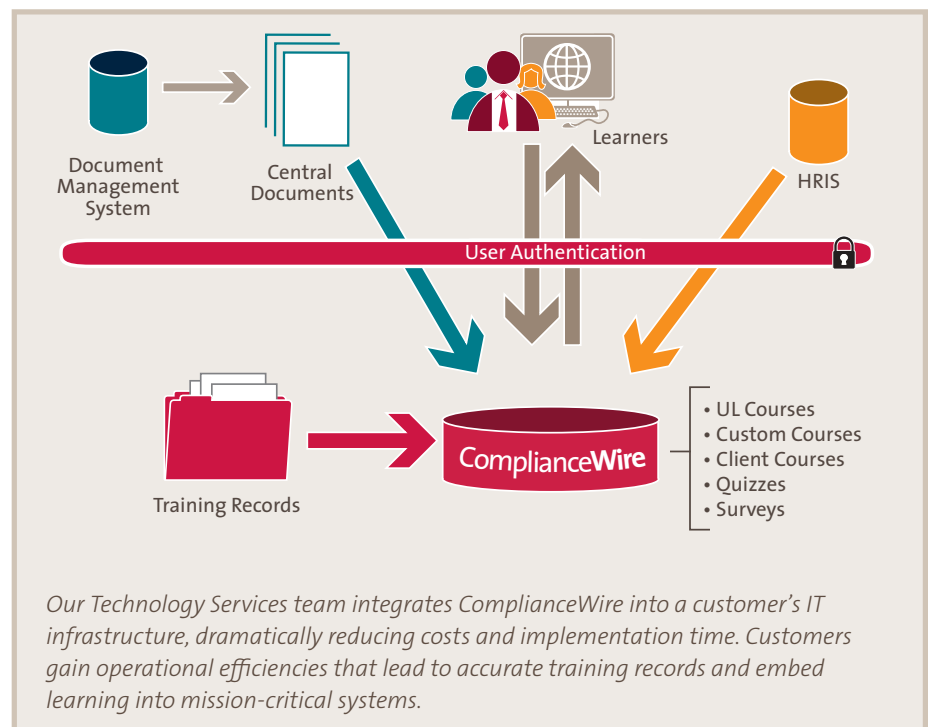 Learners
Document
Management
System
Central
Documents
HRIS
User Authentication
Training Records
ComplianceWire
• UL Courses
• Custom Courses
• Client Courses
• Quizzes
• Surveys
Our Technology Services team integrates ComplianceWire into a customer’s IT
infrastructure, dramatically reducing costs and implementation time. Customers
gain operational efficiencies that lead to accurate training records and embed
learning into mission-critical systems.